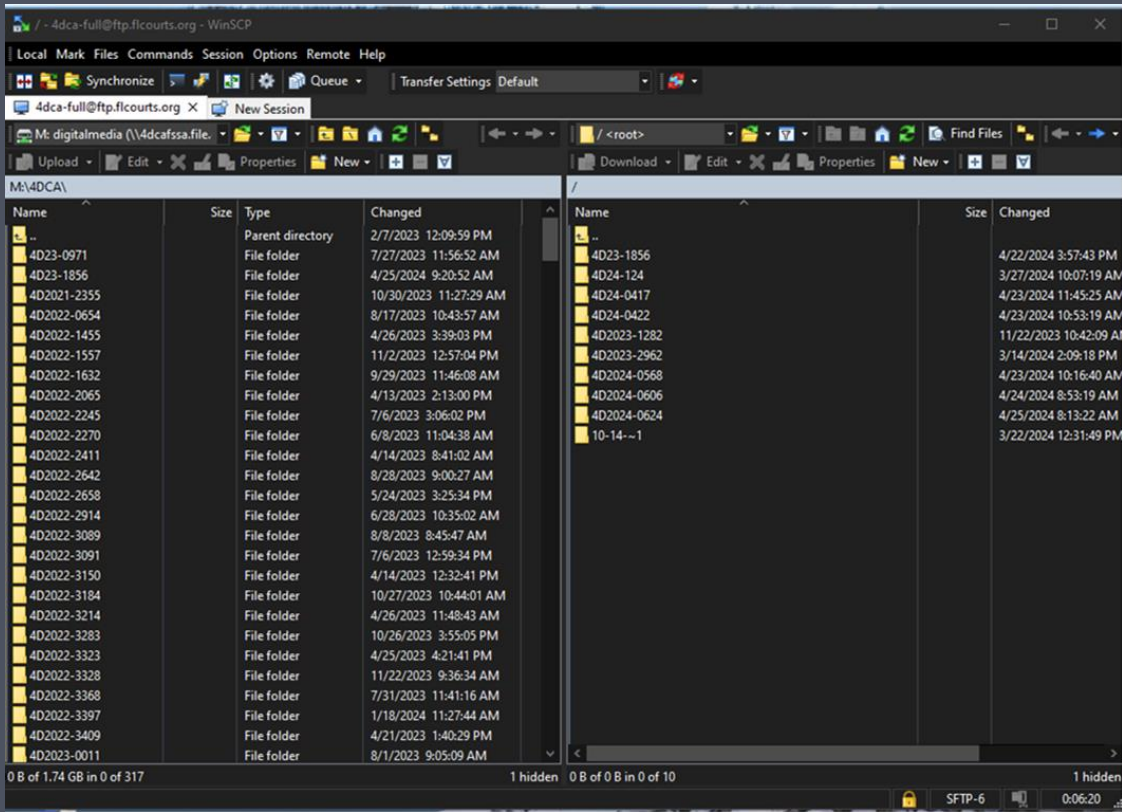 / - 4dca-full@ftp.flcourts.org - WinSCP
Local Mark Files Commands Session Options Remote Help
Synchronize Queue Transfer Settings Default
4dca-full@ftp.flcourts.org X New Session
M: digitalmedia (\\4dcafssa.file. / <root> Find Files
Upload Edit Properties New Download Edit Properties New
M:\4DCA\ /
Name Size Type Changed Name Size Changed
.. Parent directory 2/7/2023 12:09:59 PM ..
4D23-0971 File folder 7/27/2023 11:56:52 AM 4D23-1856 4/22/2024 3:57:43 PM
4D23-1856 File folder 4/25/2024 9:20:52 AM 4D24-124 3/27/2024 10:07:19 AM
4D2021-2355 File folder 10/30/2023 11:27:29 AM 4D24-0417 4/23/2024 11:45:25 AM
4D2022-0654 File folder 8/17/2023 10:43:57 AM 4D24-0422 4/23/2024 10:53:19 AM
4D2022-1455 File folder 4/26/2023 3:39:03 PM 4D2023-1282 11/22/2023 10:42:09 AM
4D2022-1557 File folder 11/2/2023 12:57:04 PM 4D2023-2962 3/14/2024 2:09:18 PM
4D2022-1632 File folder 9/29/2023 11:46:08 AM 4D2024-0568 4/23/2024 10:16:40 AM
4D2022-2065 File folder 4/13/2023 2:13:00 PM 4D2024-0606 4/24/2024 8:53:19 AM
4D2022-2245 File folder 7/6/2023 3:06:02 PM 4D2024-0624 4/25/2024 8:13:22 AM
4D2022-2270 File folder 6/8/2023 11:04:38 AM 10-14-~1 3/22/2024 12:31:49 PM
4D2022-2411 File folder 4/14/2023 8:41:02 AM
4D2022-2642 File folder 8/28/2023 9:00:27 AM
4D2022-2658 File folder 5/24/2023 3:25:34 PM
4D2022-2914 File folder 6/28/2023 10:35:02 AM
4D2022-3089 File folder 8/8/2023 8:45:47 AM
4D2022-3091 File folder 7/6/2023 12:59:34 PM
4D2022-3150 File folder 4/14/2023 12:32:41 PM
4D2022-3184 File folder 10/27/2023 10:44:01 AM
4D2022-3214 File folder 4/26/2023 11:48:43 AM
4D2022-3283 File folder 10/26/2023 3:55:05 PM
4D2022-3323 File folder 4/25/2023 4:21:41 PM
4D2022-3328 File folder 11/22/2023 9:36:34 AM
4D2022-3368 File folder 7/31/2023 11:41:16 AM
4D2022-3397 File folder 1/18/2024 11:27:44 AM
4D2022-3409 File folder 4/21/2023 1:40:29 PM
4D2023-0011 File folder 8/1/2023 9:05:09 AM
0 B of 1.74 GB in 0 of 317 1 hidden 0 B of 0 B in 0 of 10 1 hidden
SFTP-6 0:06:20